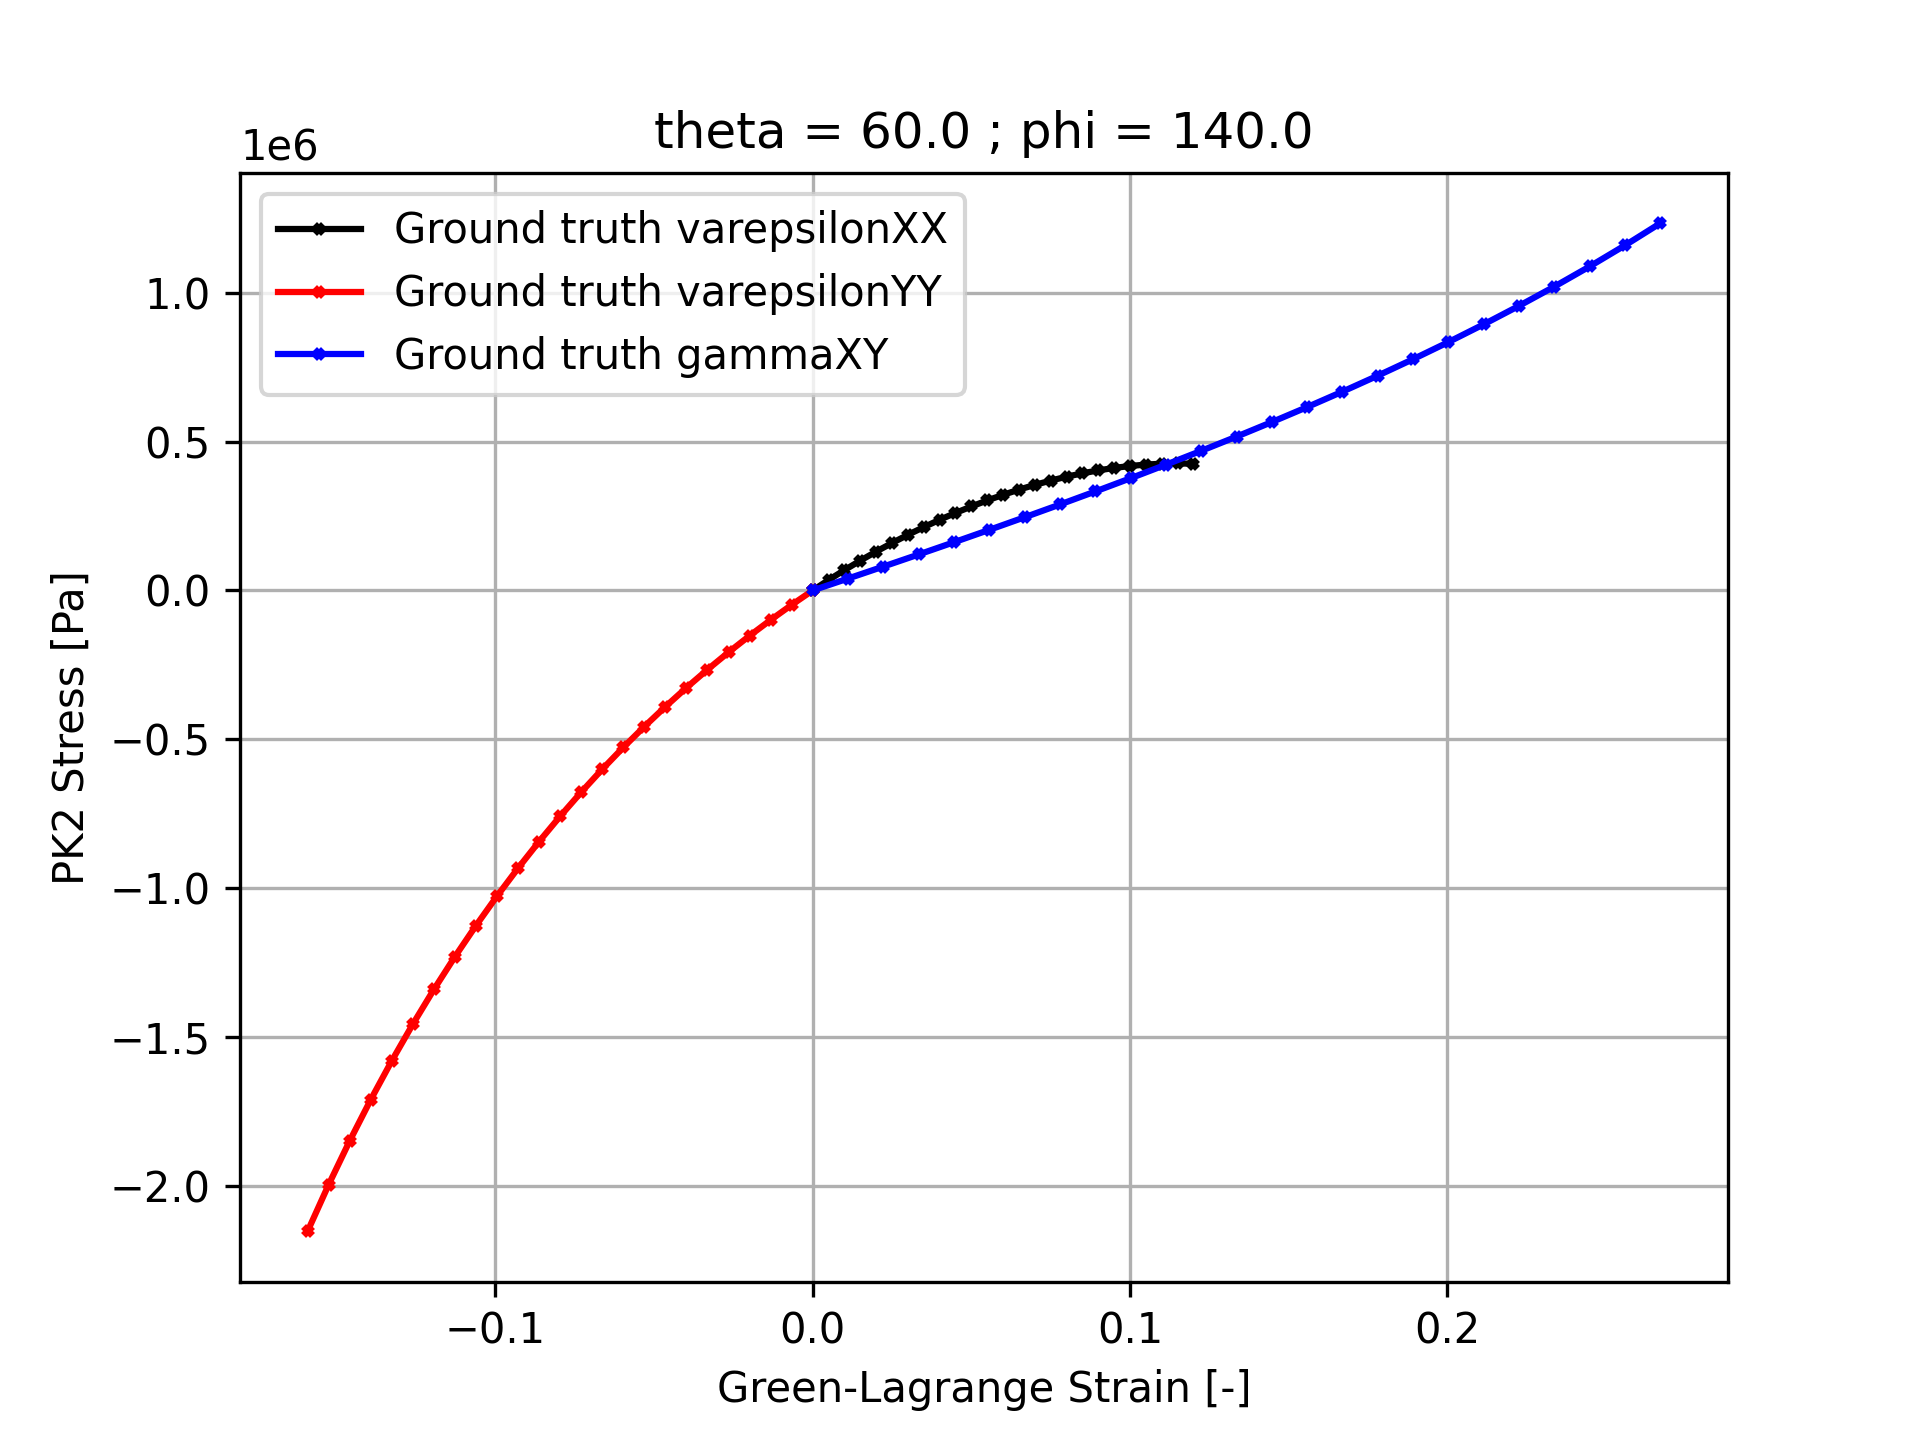 theta = 60.0 ; phi = 140.0
1e6
Ground truth varepsilonXX
Ground truth varepsilonYY
Ground truth gammaXY
1.0
0.5
0.0
−0.5
−1.0
−1.5
−2.0
PK2 Stress [Pa]
−0.1 0.0 0.1 0.2
Green-Lagrange Strain [-]